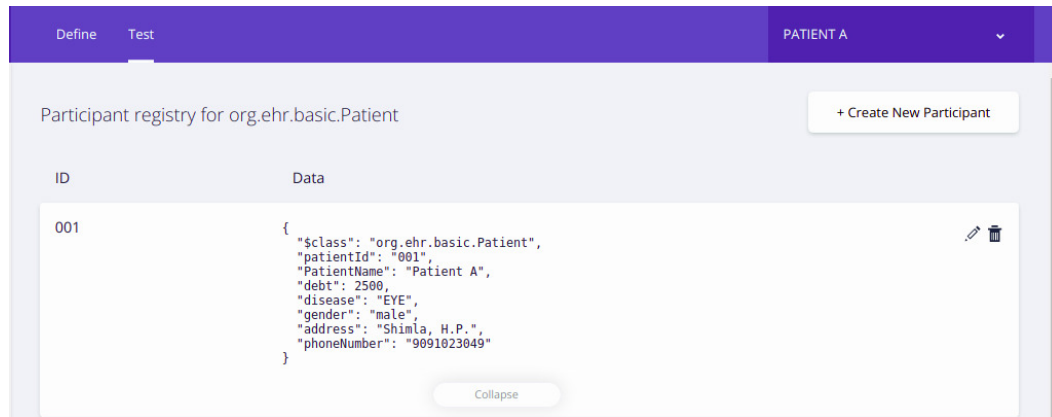 Define Test PATIENT A
Participant registry for org.ehr.basic.Patient + Create New Participant
ID Data
001 {
"$class": "org.ehr.basic.Patient",
"patientId": "001",
"PatientName": "Patient A",
"debt": 2500,
"disease": "EYE",
"gender": "male",
"address": "Shimla, H.P.",
"phoneNumber": "9091023049"
}
Collapse